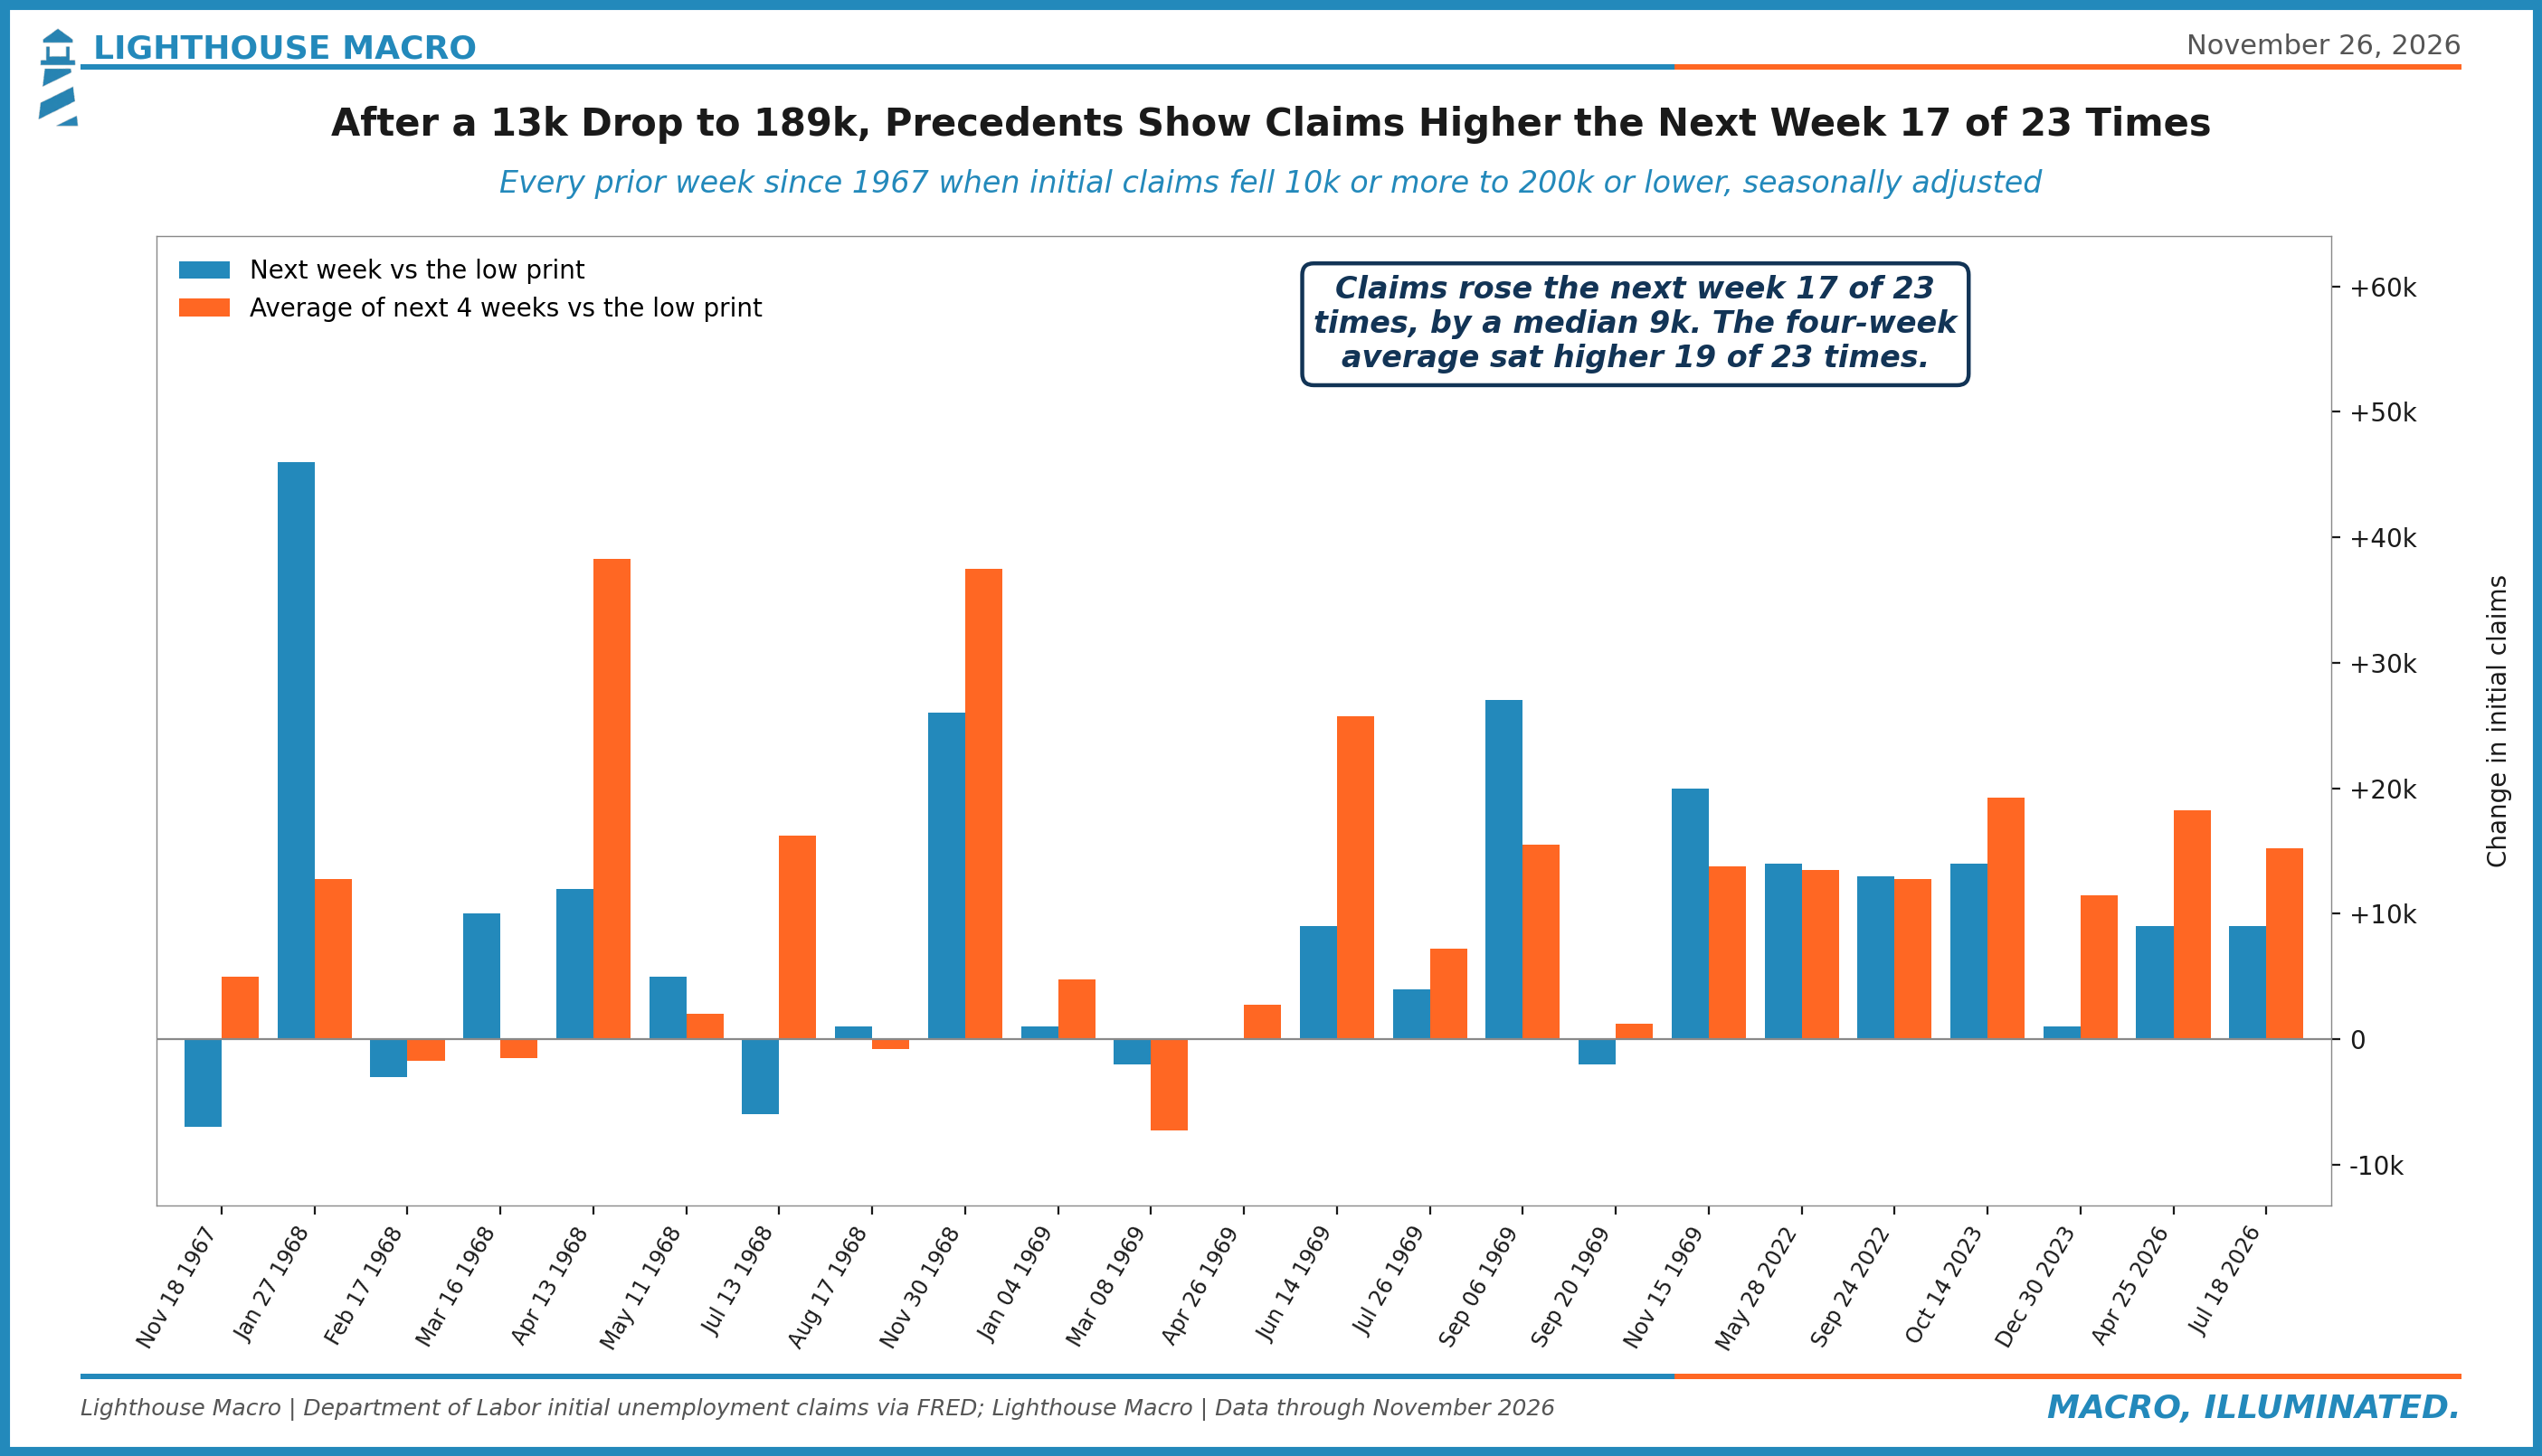 LIGHTHOUSE MACRO
November 26, 2026
After a 13k Drop to 189k, Precedents Show Claims Higher the Next Week 17 of 23 Times
Every prior week since 1967 when initial claims fell 10k or more to 200k or lower, seasonally adjusted
Next week vs the low print
Average of next 4 weeks vs the low print
Claims rose the next week 17 of 23
times, by a median 9k. The four-week
average sat higher 19 of 23 times.
+60k
+50k
+40k
+30k
+20k
+10k
0
-10k
Change in initial claims
Nov 18 1967
Jan 27 1968
Feb 17 1968
Mar 16 1968
Apr 13 1968
May 11 1968
Jul 13 1968
Aug 17 1968
Nov 30 1968
Jan 04 1969
Mar 08 1969
Apr 26 1969
Jun 14 1969
Jul 26 1969
Sep 06 1969
Sep 20 1969
Nov 15 1969
May 28 2022
Sep 24 2022
Oct 14 2023
Dec 30 2023
Apr 25 2026
Jul 18 2026
Lighthouse Macro | Department of Labor initial unemployment claims via FRED; Lighthouse Macro | Data through November 2026
MACRO, ILLUMINATED.